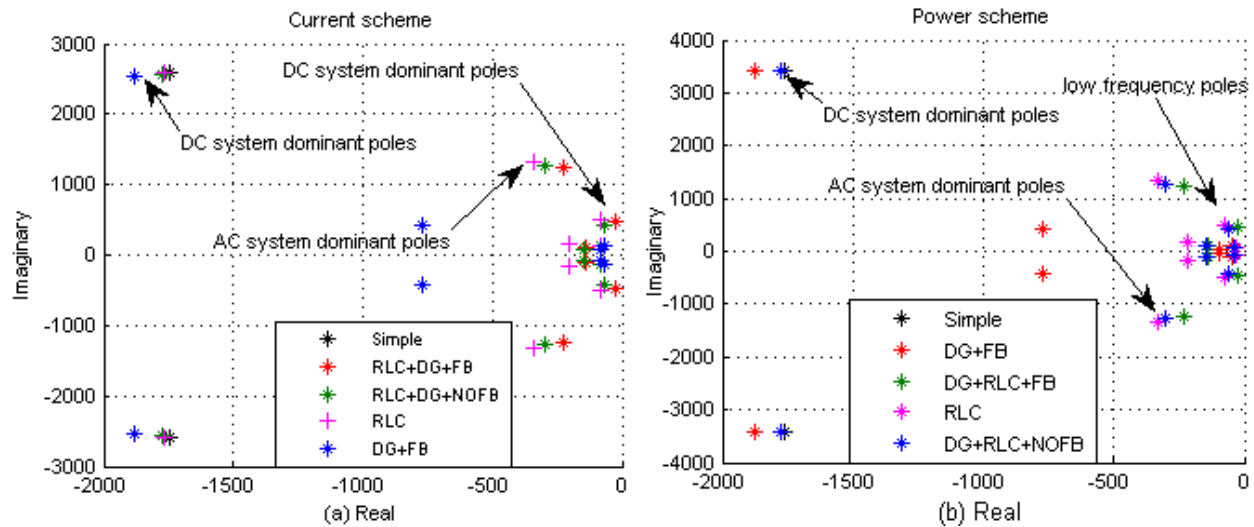 Current scheme
3000
2000
1000
0
-1000
-2000
-3000
Imaginary
-2000
-1500
-1000
-500
0
(a) Real
DC system dominant poles
DC system dominant poles
AC system dominant poles
Simple
RLC+DG+FB
RLC+DG+NOFB
RLC
DG+FB
Power scheme
4000
3000
2000
1000
0
-1000
-2000
-3000
-4000
Imaginary
-2000
-1500
-1000
-500
0
(b) Real
low frequency poles
DC system dominant poles
AC system dominant poles
Simple
DG+FB
DG+RLC+FB
RLC
DG+RLC+NOFB